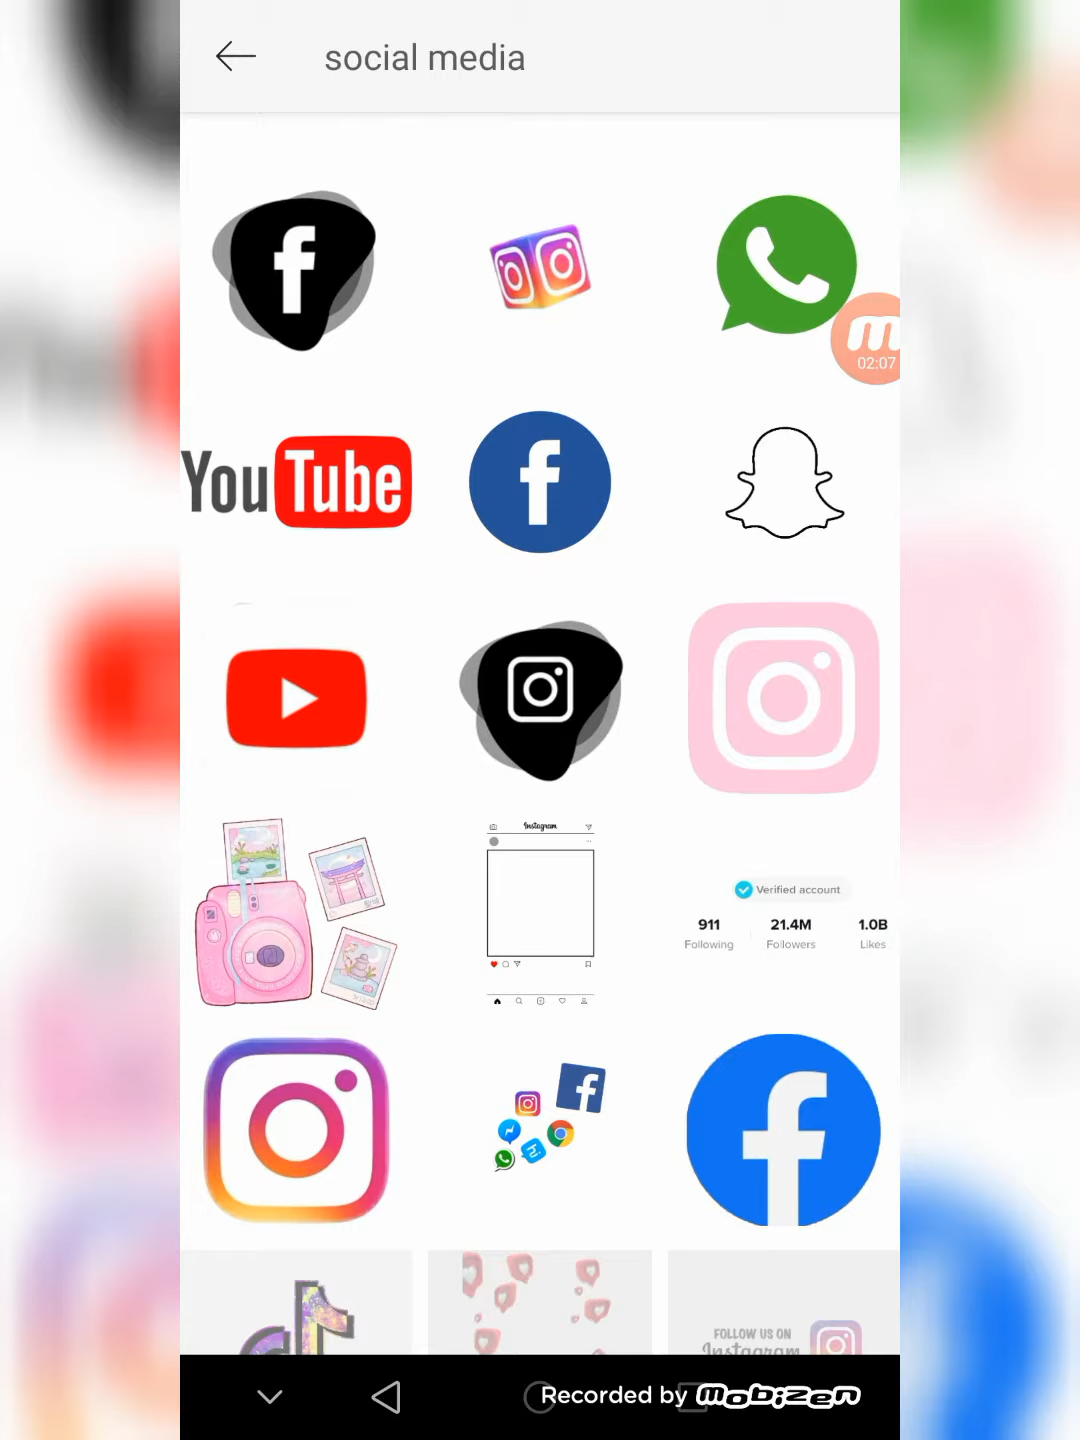 social media
f
f
m
02:07
YouTube
f
Instagram
Verified account
911
21.4M
1.0B
Following
Followers
Likes
f
f
FOLLOW US ON
Instagram
Recorded by mobizen